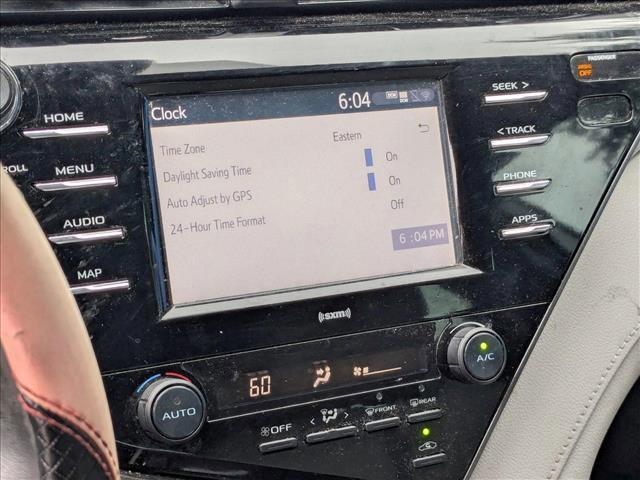 PASSENGER
OFF
HOME
SCROLL
MENU
AUDIO
MAP
Clock 6:04
Time Zone Eastern
Daylight Saving Time On
Auto Adjust by GPS On
24-Hour Time Format Off
6 :04 PM
SEEK >
< TRACK
PHONE
APPS
((sxm))
AUTO
60
A/C
OFF
< >
FRONT
REAR